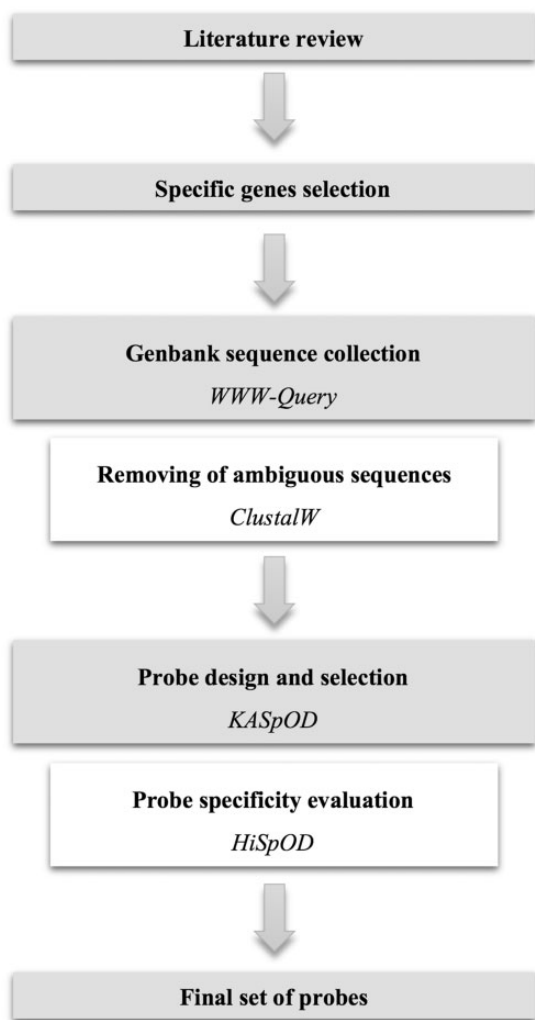 Literature review
Specific genes selection
Genbank sequence collection
WWW-Query
Removing of ambiguous sequences
ClustalW
Probe design and selection
KASpOD
Probe specificity evaluation
HiSpOD
Final set of probes